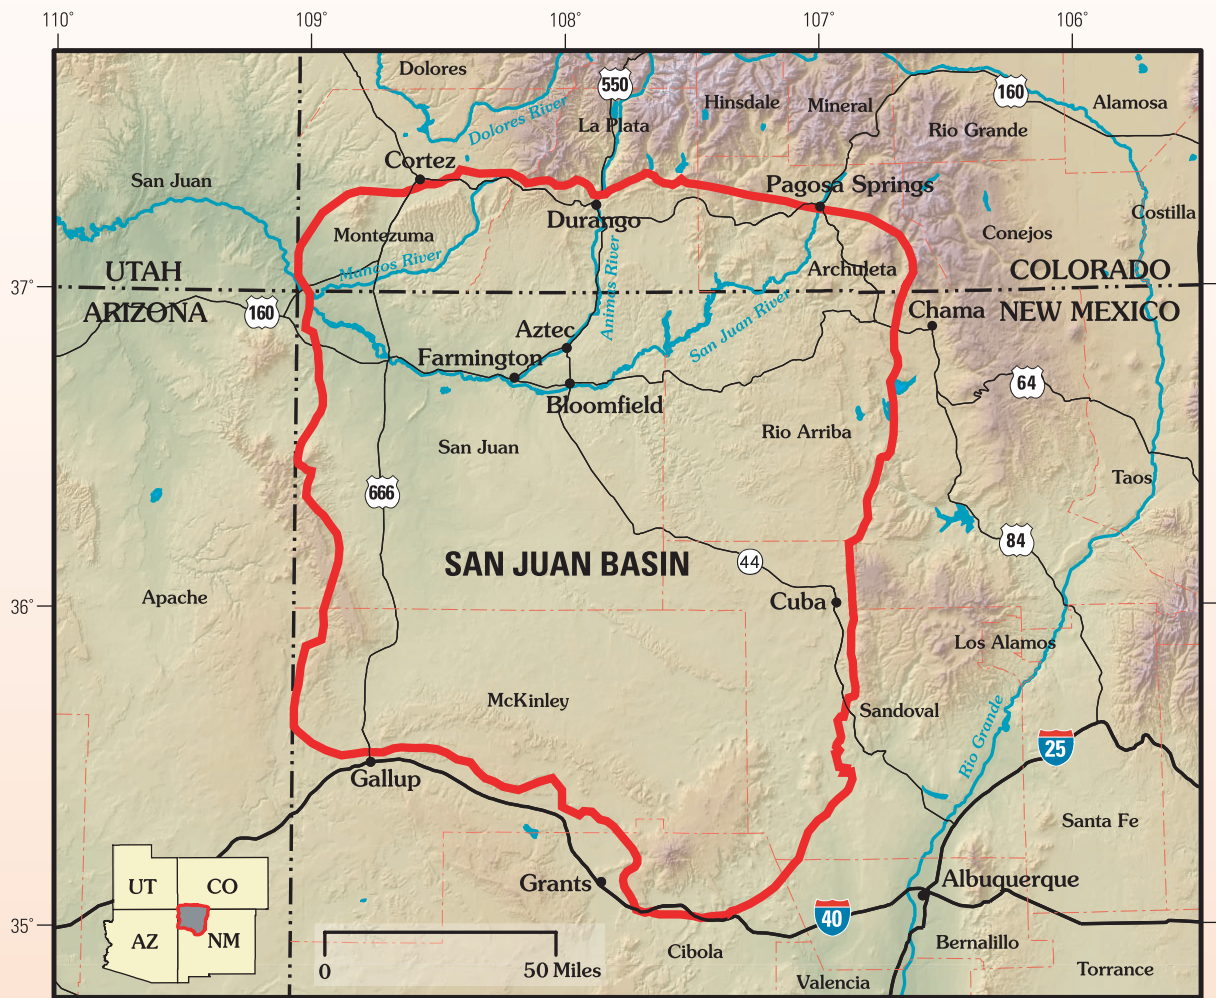 110°
109°
108°
107°
106°
Dolores
550
Hinsdale
Mineral
160
Alamosa
Dolores River
La Plata
Rio Grande
Cortez
San Juan
Pagosa Springs
Durango
Costilla
Montezuma
Conejos
Mancos River
Animas River
Archuleta
UTAH
COLORADO
37°
ARIZONA
160
San Juan River
Chama
NEW MEXICO
Aztec
Farmington
64
Bloomfield
San Juan
Rio Arriba
Taos
666
84
SAN JUAN BASIN
44
Apache
Cuba
36°
Los Alamos
McKinley
Sandoval
Rio Grande
25
Gallup
Santa Fe
UT
CO
Grants
Albuquerque
40
35°
AZ
NM
Cibola
Bernalillo
0
50 Miles
Valencia
Torrance